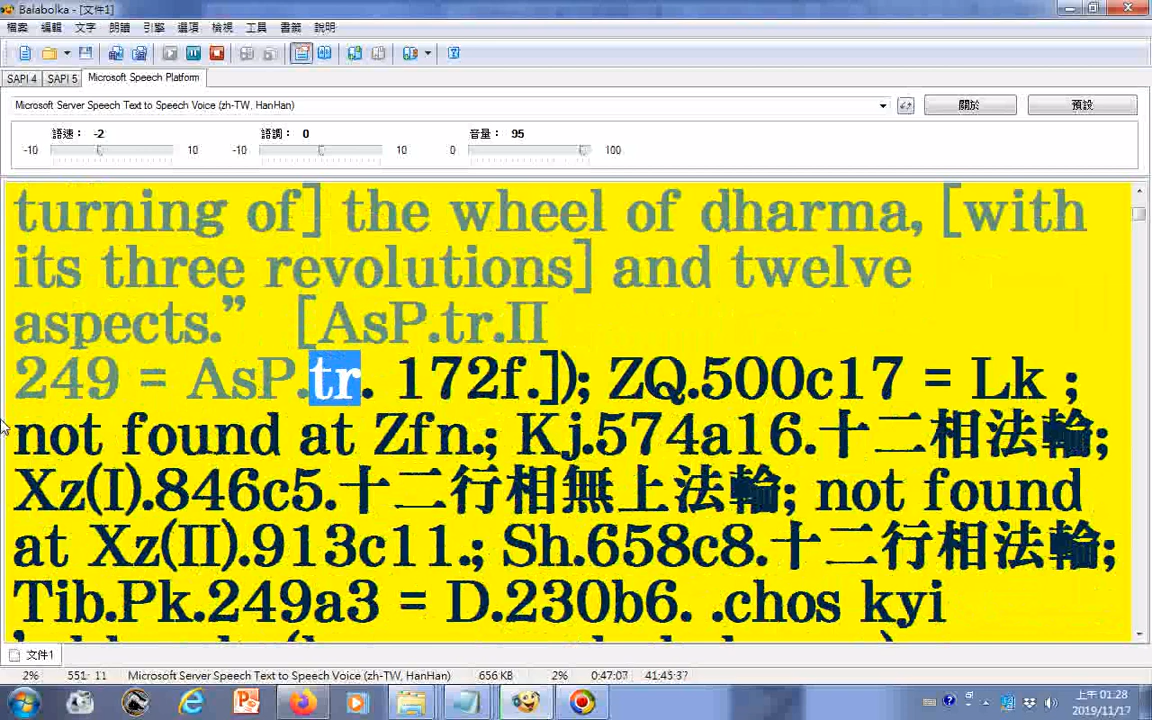 Balabolka - [文件1]
檔案 編輯 文字 朗讀 引擎 選項 檢視 工具 書籤 說明
SAPI 4 SAPI 5 Microsoft Speech Platform
Microsoft Server Speech Text to Speech Voice (zh-TW, HanHan) 關於 預設
語速： -2 語調： 0 音量： 95
-10 10 -10 10 0 100
turning of] the wheel of dharma, [with
its three revolutions] and twelve
aspects.” [AsP.tr.II
249 = AsP.tr. 172f.]); ZQ.500c17 = Lk ;
not found at Zfn.; Kj.574a16.十二相法輪;
Xz(I).846c5.十二行相無上法輪; not found
at Xz(II).913c11.; Sh.658c8.十二行相法輪;
Tib.Pk.249a3 = D.230b6. .chos kyi
文件1
2% 551: 11 Microsoft Server Speech Text to Speech Voice (zh-TW, HanHan) 656 KB 2% 0:47:07 41:45:37
上午 01:28
2019/11/17